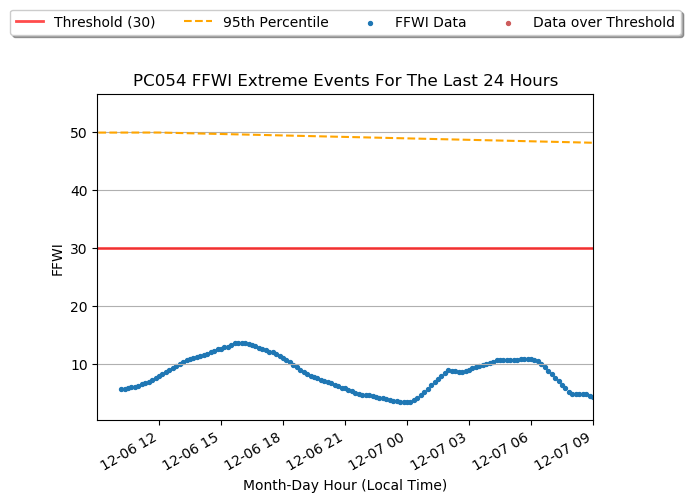 Threshold (30) 95th Percentile FFWI Data Data over Threshold
PC054 FFWI Extreme Events For The Last 24 Hours
50
40
30
20
10
FFWI
12-06 12 12-06 15 12-06 18 12-06 21 12-07 00 12-07 03 12-07 06 12-07 09
Month-Day Hour (Local Time)